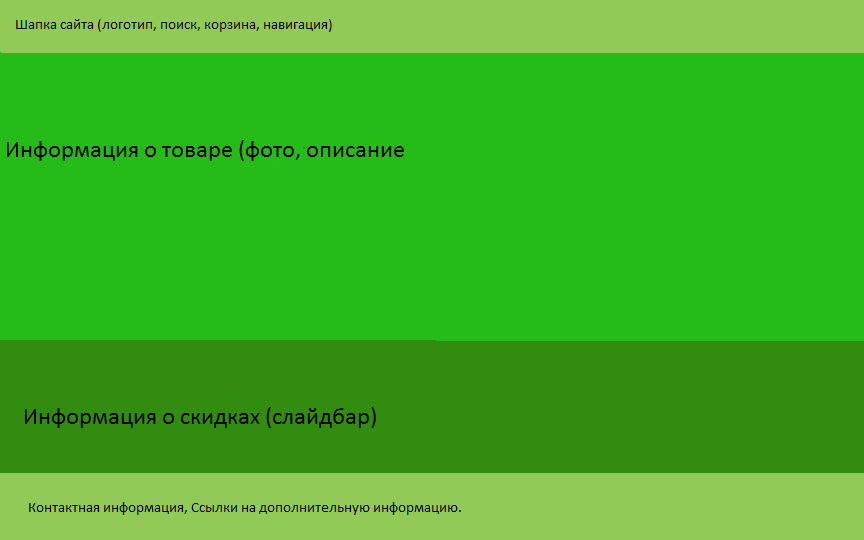 Шапка сайта (логотип, поиск, корзина, навигация)
Информация о товаре (фото, описание
Информация о скидках (слайдбар)
Контактная информация, Ссылки на дополнительную информацию.